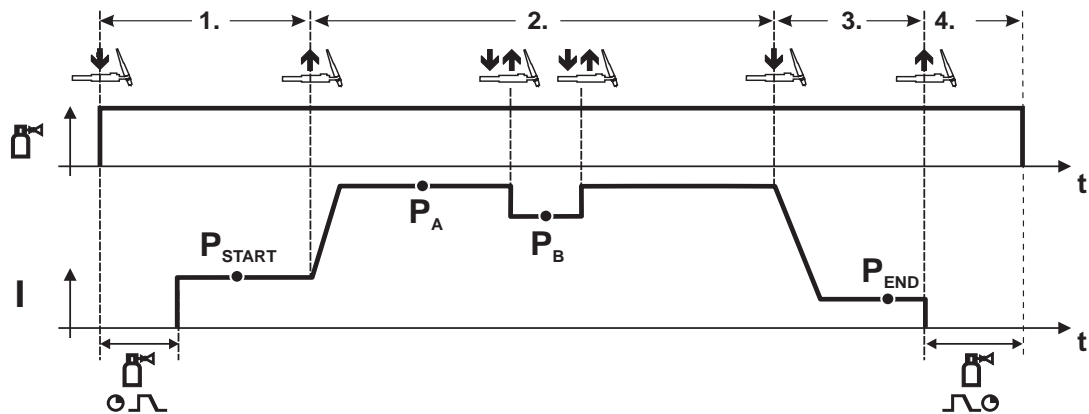 1. 2. 3. 4.
t
P_A
P_B
P_START
P_END
I
t